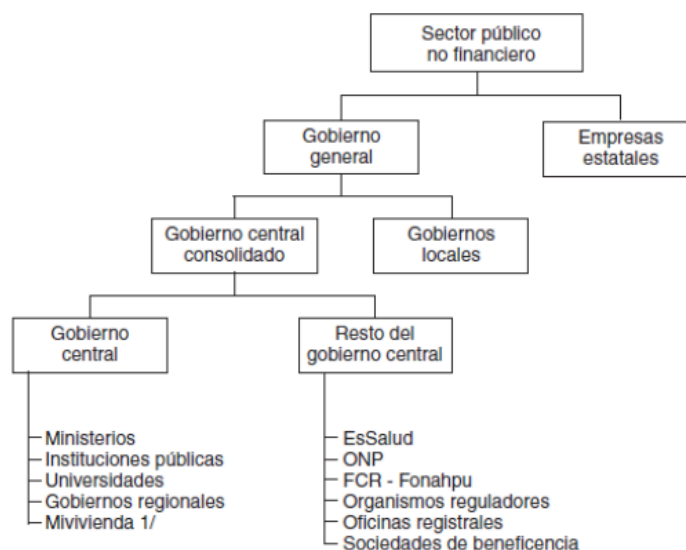 Sector público
no financiero
Gobierno
general
Empresas
estatales
Gobierno central
consolidado
Gobiernos
locales
Gobierno
central
Resto del
gobierno central
Ministerios
Instituciones públicas
Universidades
Gobiernos regionales
Mivivienda 1/
EsSalud
ONP
FCR - Fonahpu
Organismos reguladores
Oficinas registrales
Sociedades de beneficencia